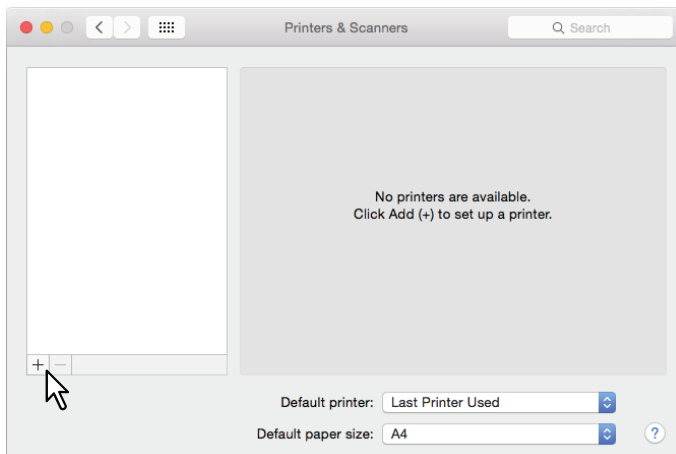 Printers & Scanners
Search
No printers are available.
Click Add (+) to set up a printer.
+ −
Default printer: Last Printer Used
Default paper size: A4
?